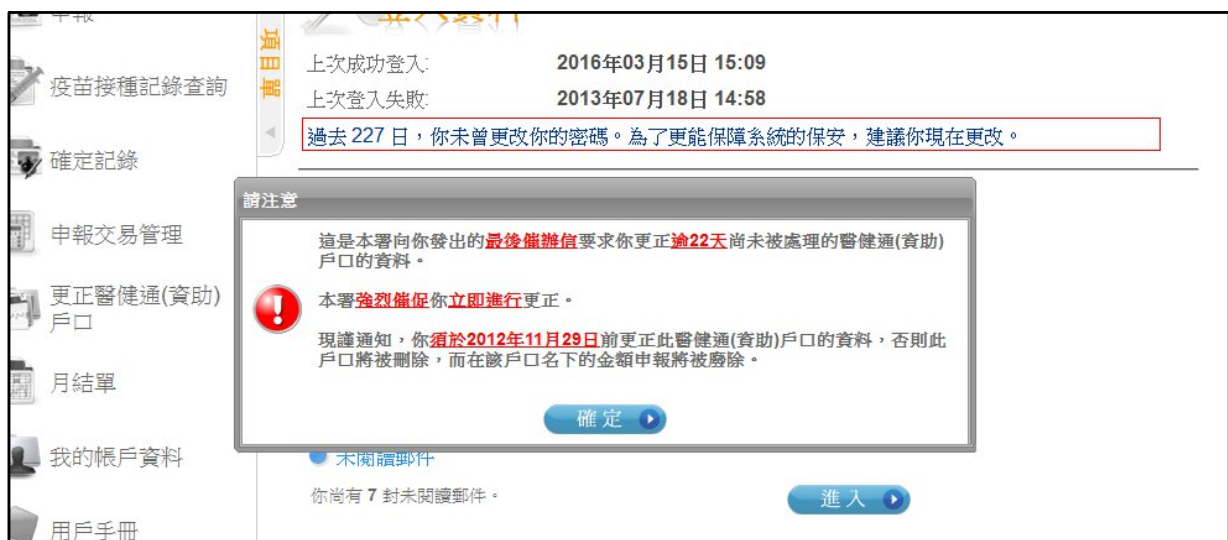 申報
疫苗接種記錄查詢
確定記錄
申報交易管理
更正醫健通(資助)
戶口
月結單
我的帳戶資料
用戶手冊
項目單
登入資料
上次成功登入: 2016年03月15日 15:09
上次登入失敗: 2013年07月18日 14:58
過去 227 日，你未曾更改你的密碼。為了更能保障系統的保安，建議你現在更改。
請注意
這是本署向你發出的最後催辦信要求你更正逾22天尚未被處理的醫健通(資助)
戶口的資料。
本署強烈催促你立即進行更正。
現謹通知，你須於2012年11月29日前更正此醫健通(資助)戶口的資料，否則此
戶口將被刪除，而在該戶口名下的金額申報將被廢除。
確定
未閱讀郵件
你尚有 7 封未閱讀郵件。
進入